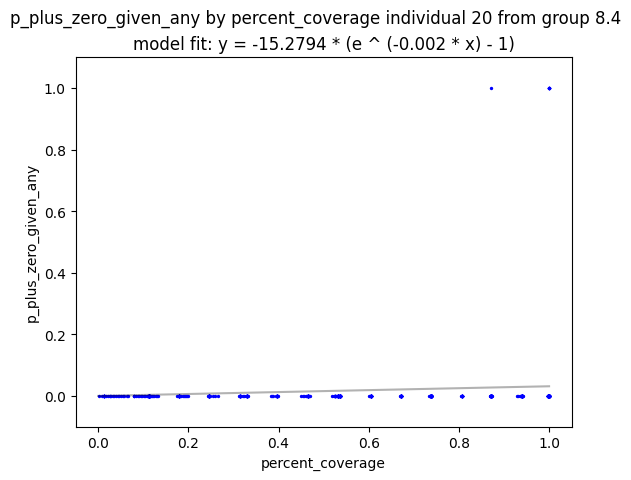 p_plus_zero_given_any by percent_coverage individual 20 from group 8.4
model fit: y = -15.2794 * (e ^ (-0.002 * x) - 1)
1.0
0.8
0.6
0.4
0.2
0.0
p_plus_zero_given_any
0.0 0.2 0.4 0.6 0.8 1.0
percent_coverage